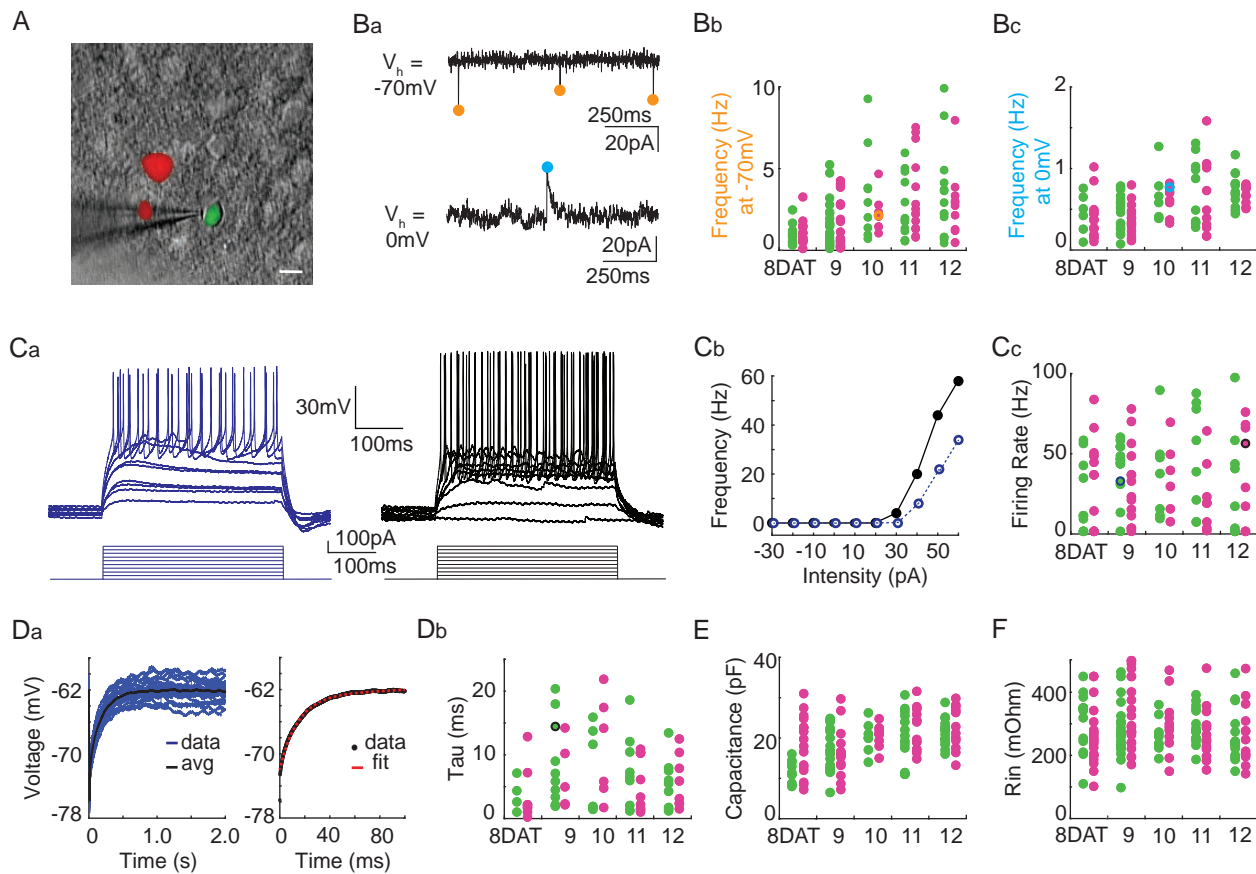 A
Ba
V_h =
-70mV
250ms
20pA
V_h =
0mV
20pA
250ms
Bb
Frequency (Hz)
at -70mV
10
5
0
8DAT 9 10 11 12
Bc
Frequency (Hz)
at 0mV
2
1
0
8DAT 9 10 11 12
Ca
30mV
100ms
100pA
100ms
Cb
Frequency (Hz)
60
40
20
0
-30 -10 10 30 50
Intensity (pA)
Cc
Firing Rate (Hz)
100
50
0
8DAT 9 10 11 12
Da
Voltage (mV)
-62
-70
-78
data
avg
0 1.0 2.0
Time (s)
-62
-70
-78
data
fit
0 40 80
Time (ms)
Db
Tau (ms)
20
10
0
8DAT 9 10 11 12
E
Capacitance (pF)
40
20
0
8DAT 9 10 11 12
F
Rin (mOhm)
400
200
0
8DAT 9 10 11 12